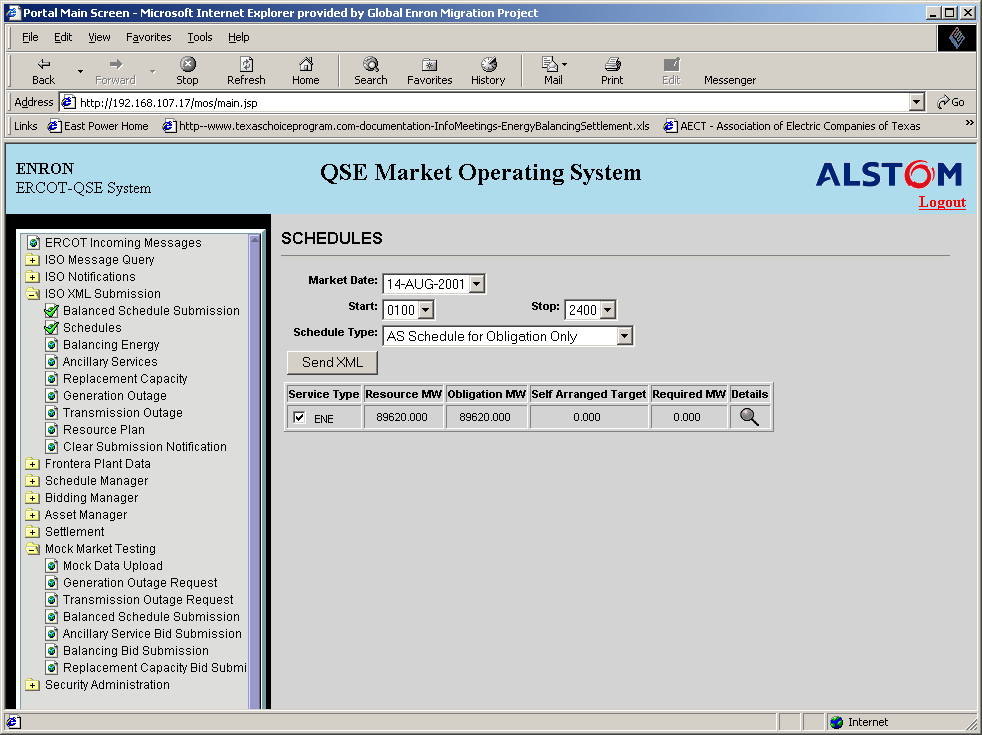 Portal Main Screen - Microsoft Internet Explorer provided by Global Enron Migration Project
File Edit View Favorites Tools Help
Back Forward Stop Refresh Home Search Favorites History Mail Print Edit Messenger
Address http://192.168.107.17/mos/main.jsp Go
Links East Power Home http--www.texaschoiceprogram.com-documentation-InfoMeetings-EnergyBalancingSettlement.xls AECT - Association of Electric Companies of Texas »
ENRON
ERCOT-QSE System
QSE Market Operating System
ALSTOM
Logout
ERCOT Incoming Messages
ISO Message Query
ISO Notifications
ISO XML Submission
Balanced Schedule Submission
Schedules
Balancing Energy
Ancillary Services
Replacement Capacity
Generation Outage
Transmission Outage
Resource Plan
Clear Submission Notification
Frontera Plant Data
Schedule Manager
Bidding Manager
Asset Manager
Settlement
Mock Market Testing
Mock Data Upload
Generation Outage Request
Transmission Outage Request
Balanced Schedule Submission
Ancillary Service Bid Submission
Balancing Bid Submission
Replacement Capacity Bid Submi
Security Administration
SCHEDULES
Market Date: 14-AUG-2001
Start: 0100 Stop: 2400
Schedule Type: AS Schedule for Obligation Only
Send XML
Service Type Resource MW Obligation MW Self Arranged Target Required MW Details
ENE 89620.000 89620.000 0.000 0.000
Internet